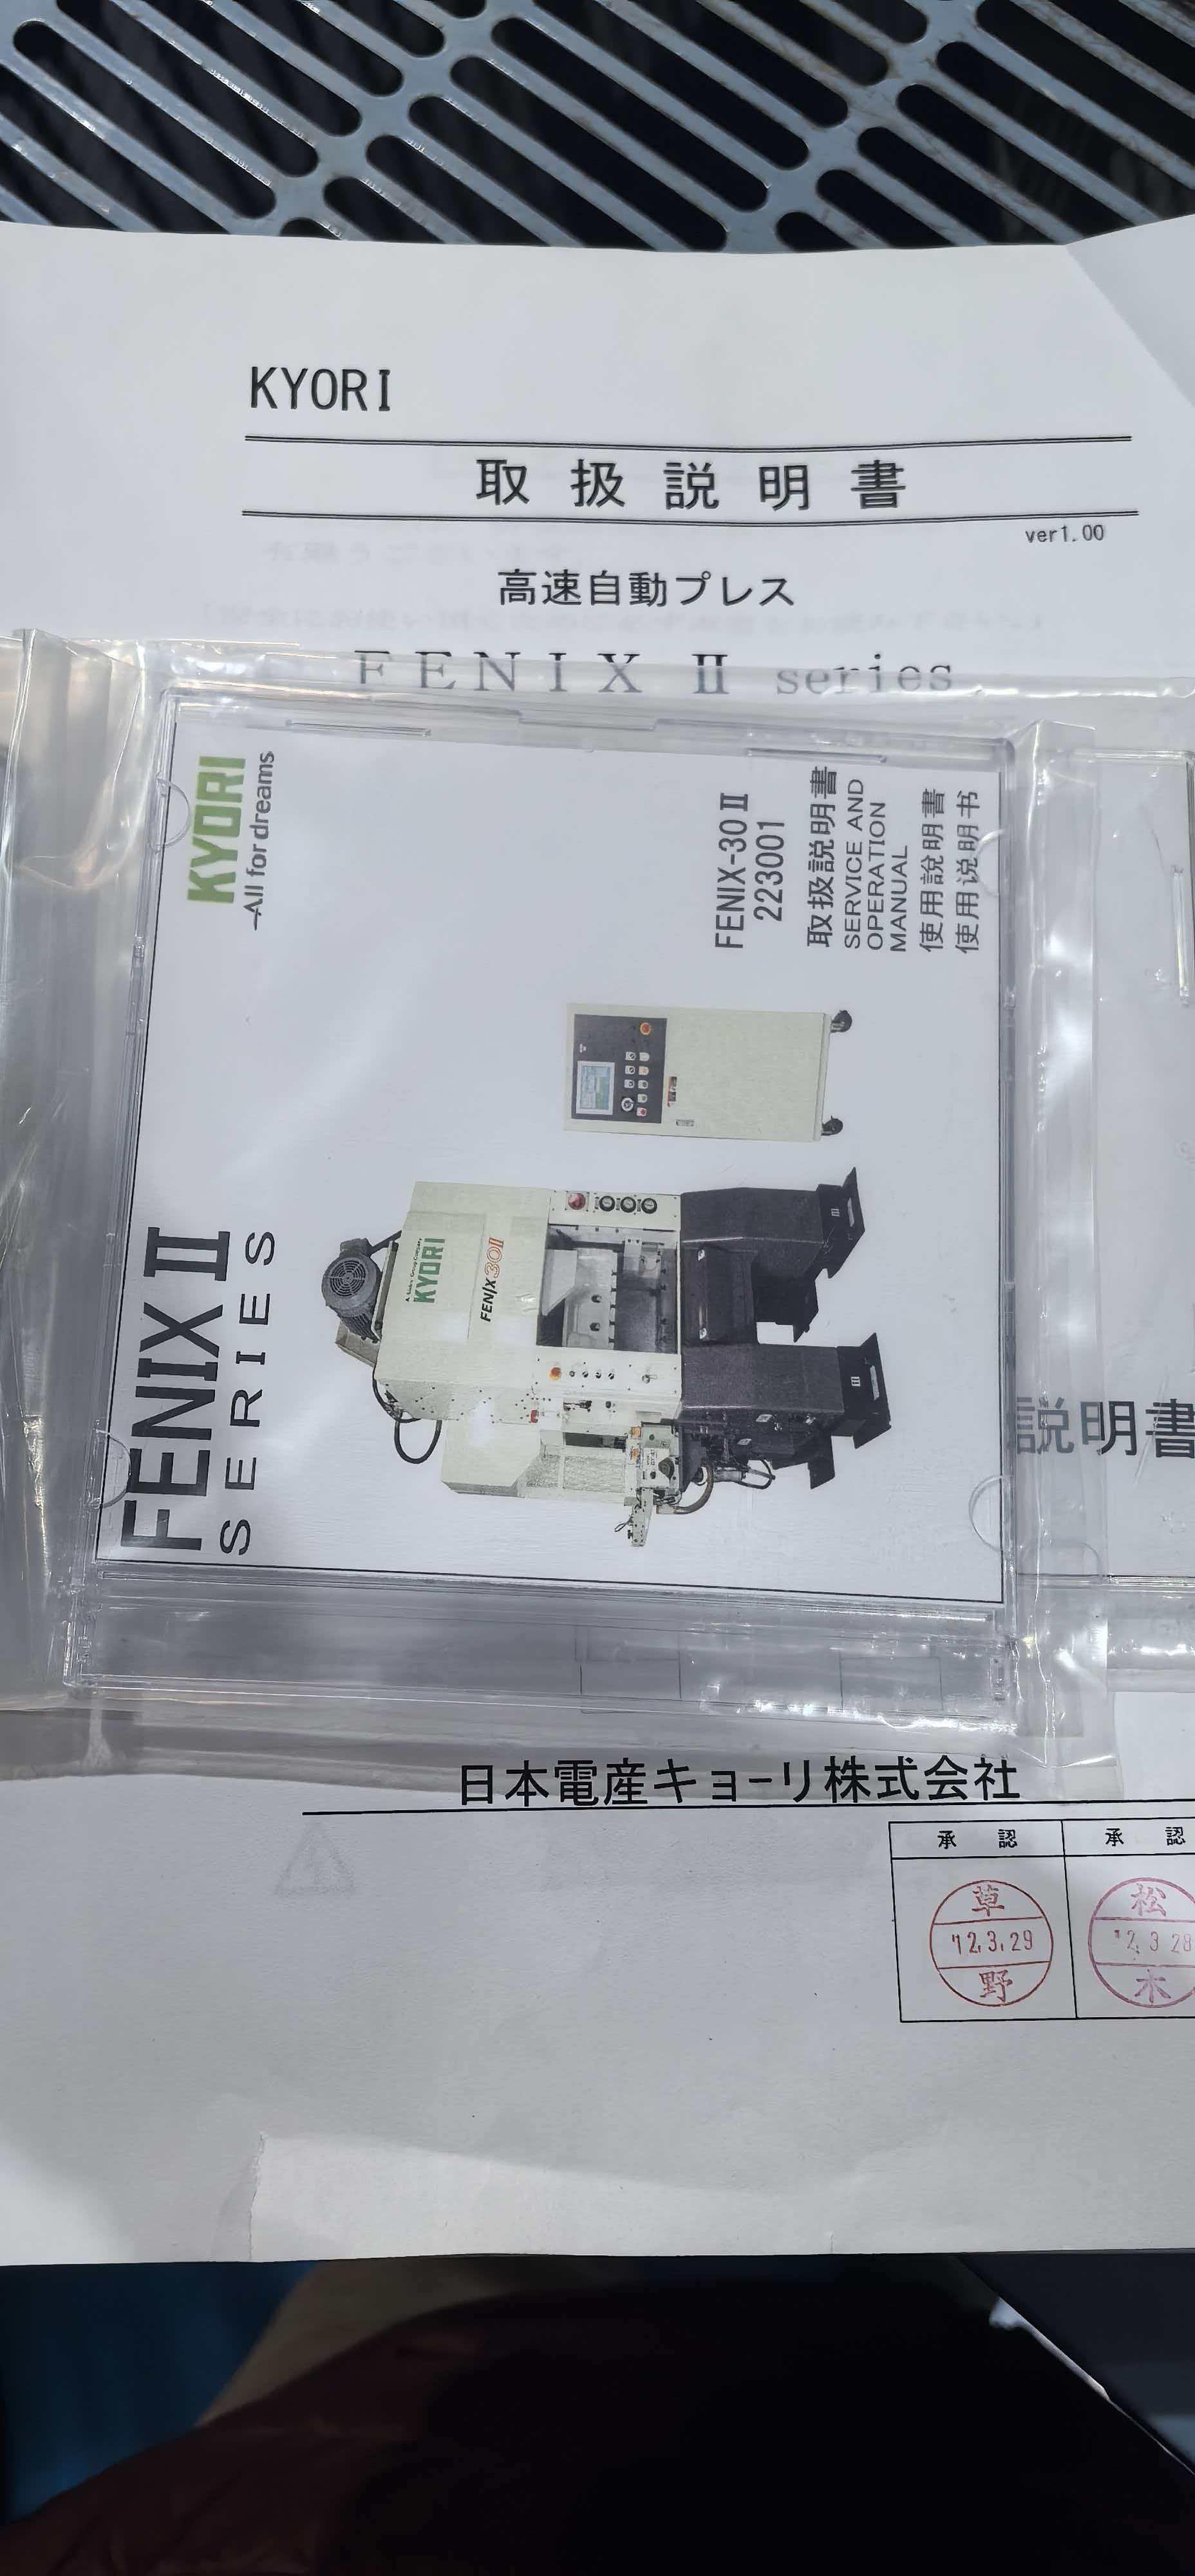 KYORI
取扱説明書
ver1.00
高速自動プレス
FENIX Ⅱ series
KYORI
All for dreams
FENIX Ⅱ
SERIES
FENIX-30Ⅱ
223001
取扱説明書
SERVICE AND
OPERATION
MANUAL
使用說明書
使用说明书
KYORI
FENIX30Ⅱ
説明書
日本電産キョーリ株式会社
承 認
承 認
草
'12.3.29
野
松
'12.3.28
木